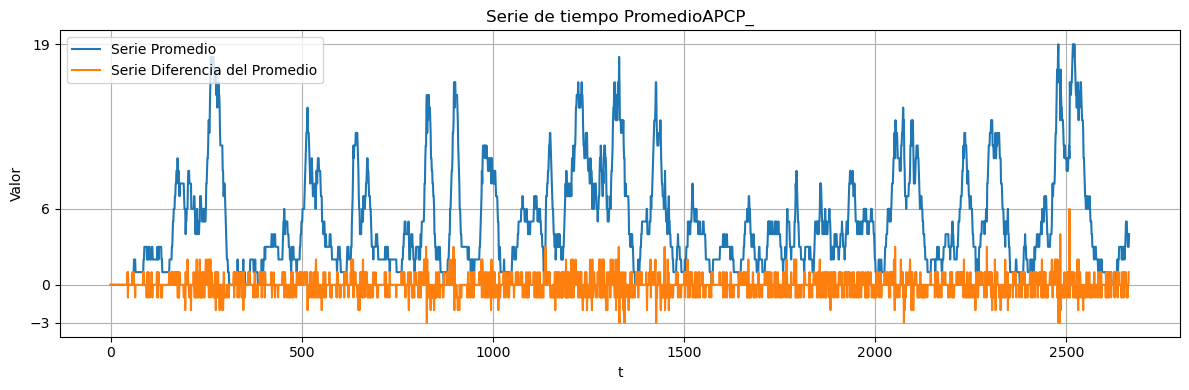 Serie de tiempo PromedioAPCP_
Serie Promedio
Serie Diferencia del Promedio
Valor
19
6
0
−3
0
500
1000
1500
2000
2500
t